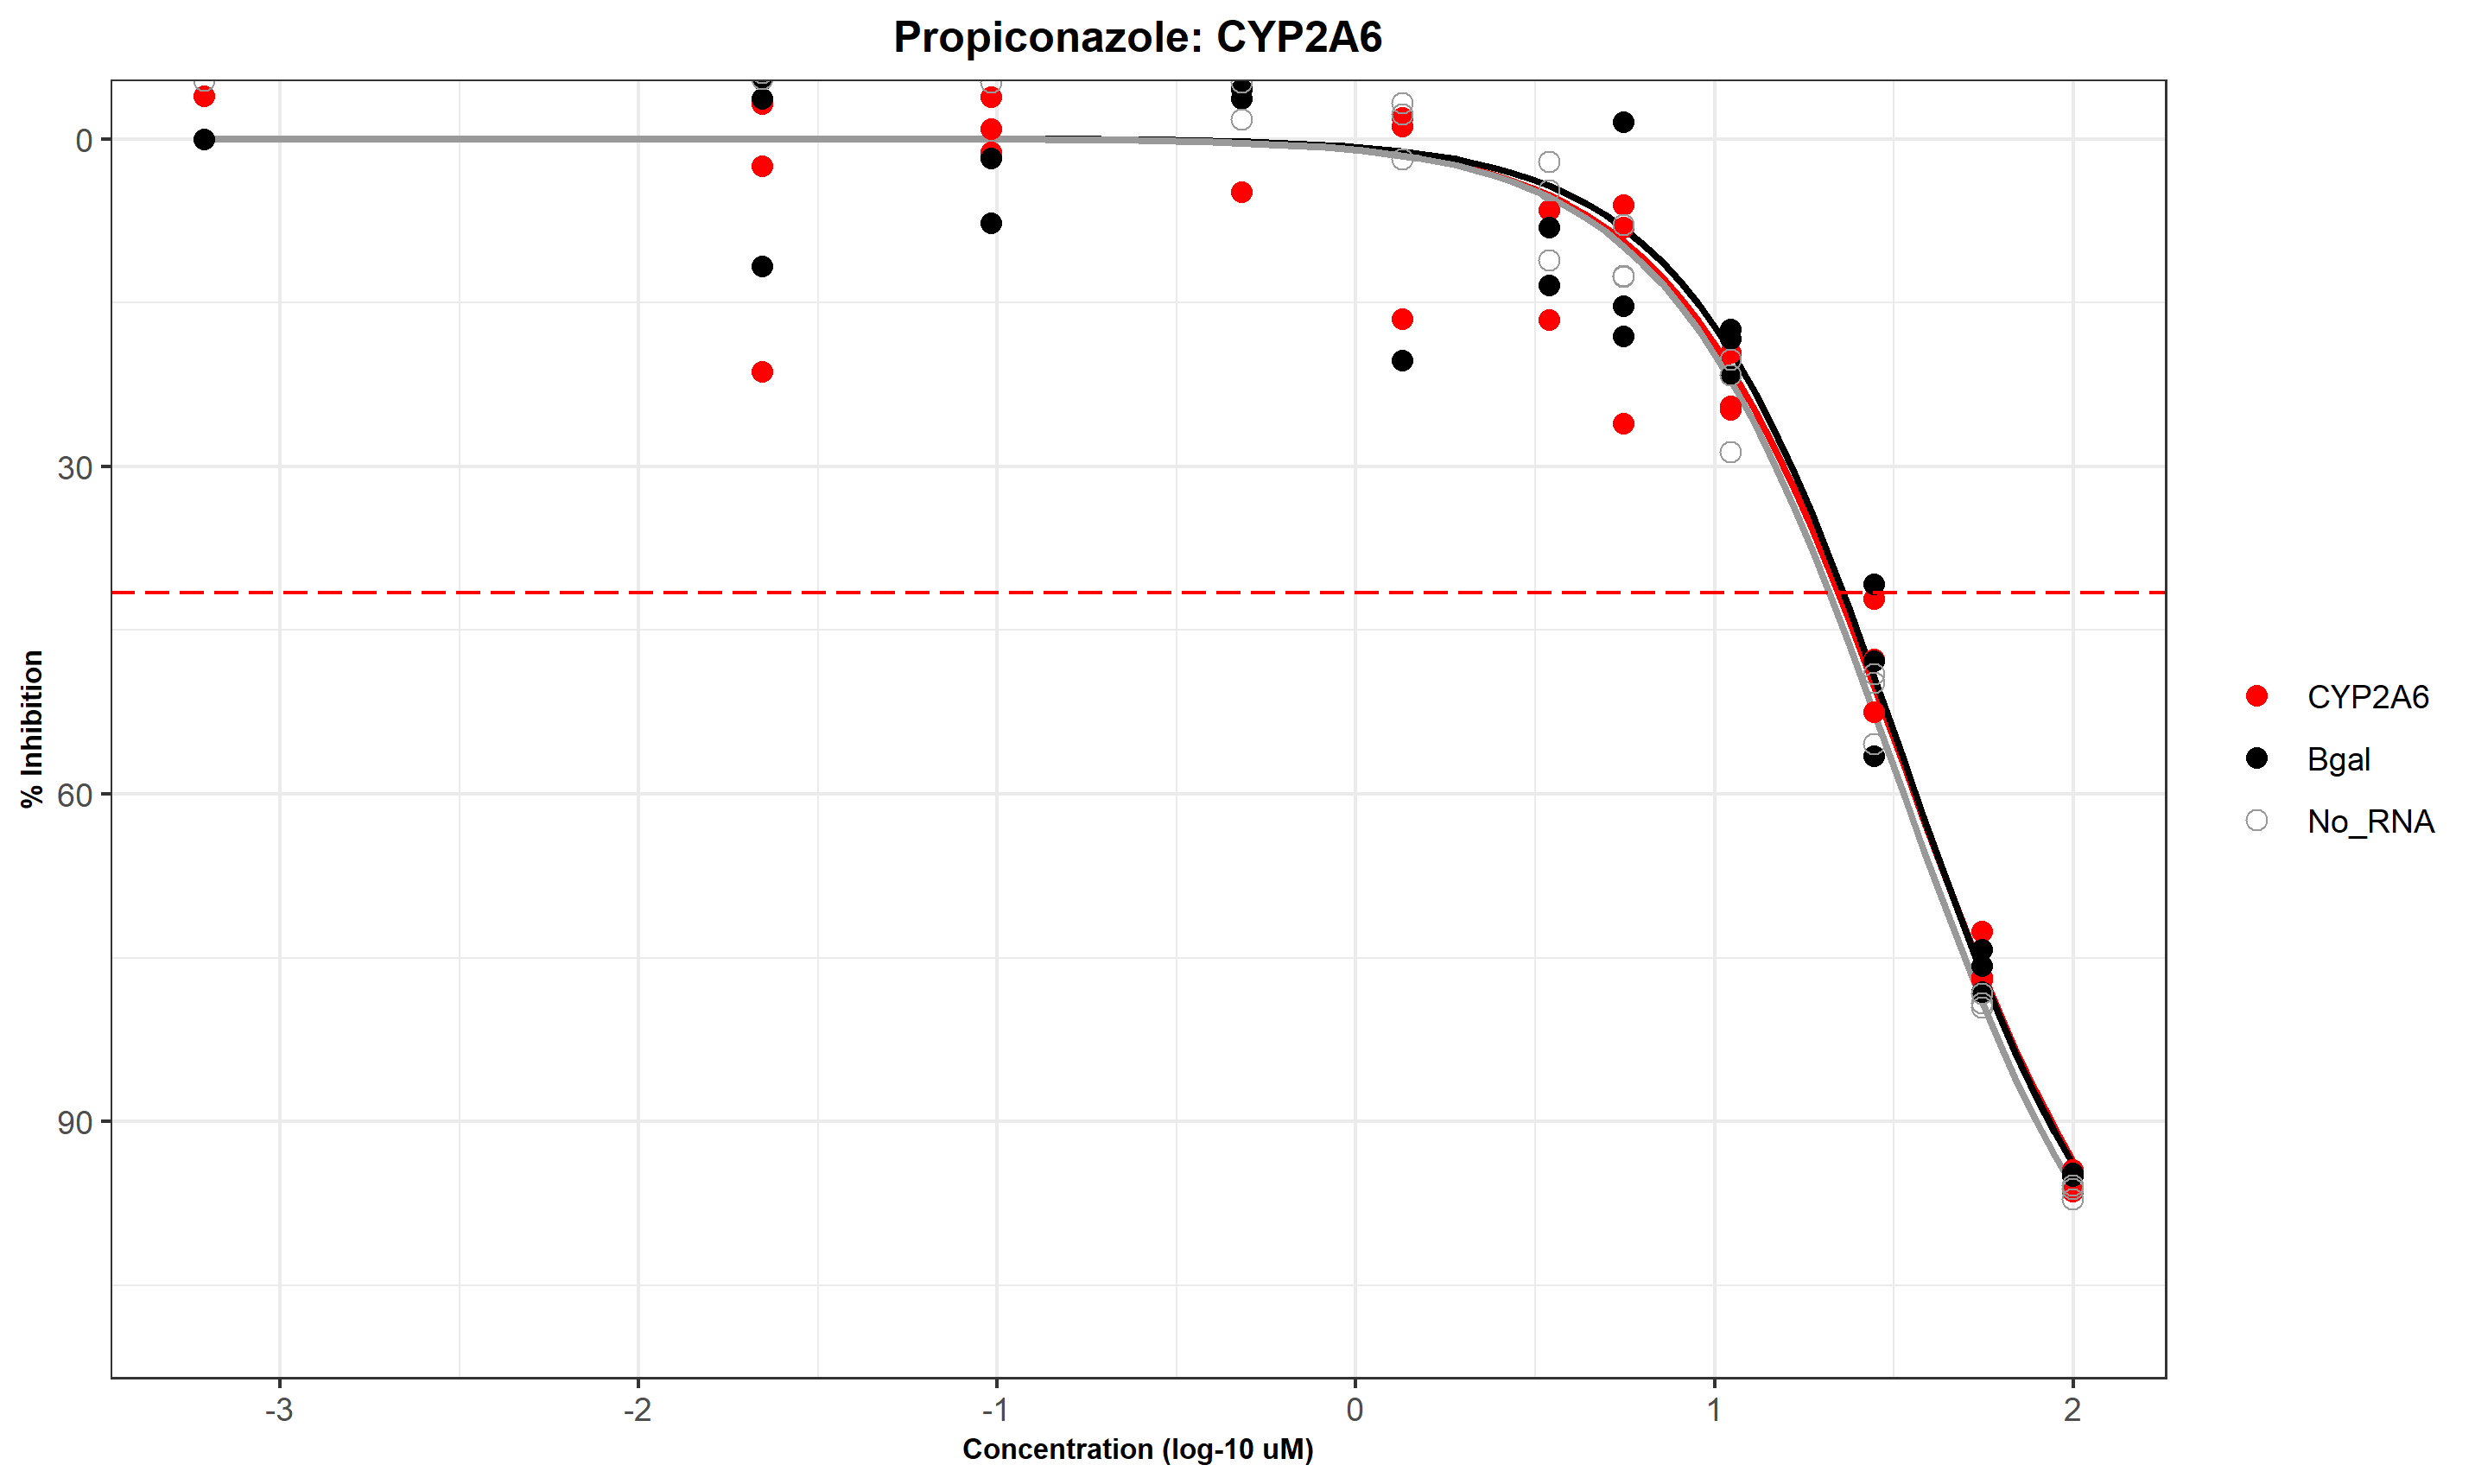 Propiconazole: CYP2A6
0
30
60
90
% Inhibition
-3
-2
-1
0
1
2
Concentration (log-10 uM)
CYP2A6
Bgal
No_RNA